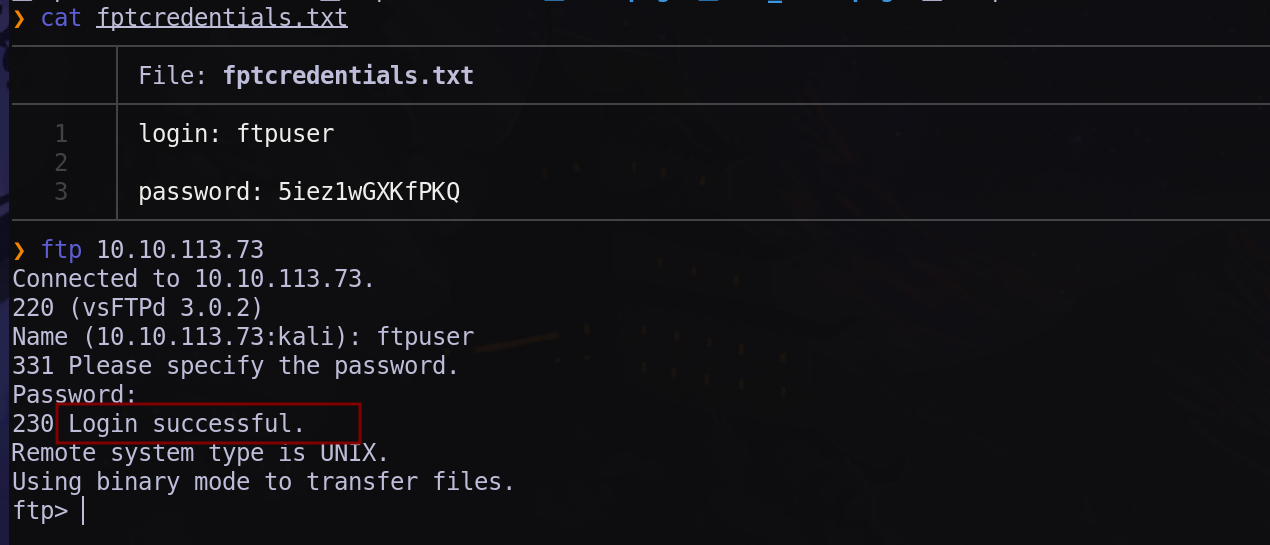 ❯ cat fptcredentials.txt
File: fptcredentials.txt
1 login: ftpuser
2
3 password: 5iez1wGXKfPKQ
❯ ftp 10.10.113.73
Connected to 10.10.113.73.
220 (vsFTPd 3.0.2)
Name (10.10.113.73:kali): ftpuser
331 Please specify the password.
Password:
230 Login successful.
Remote system type is UNIX.
Using binary mode to transfer files.
ftp>